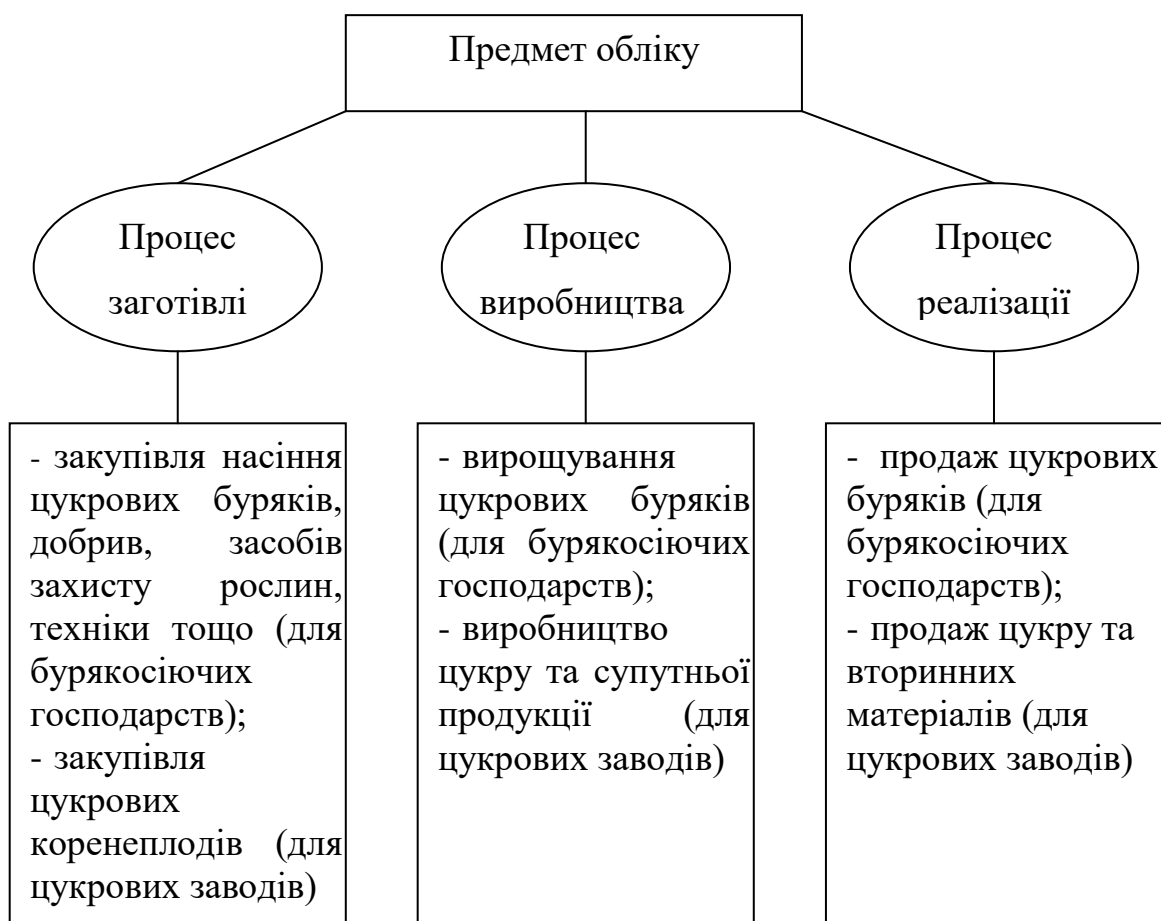 Предмет обліку
Процес
заготівлі
Процес
виробництва
Процес
реалізації
- закупівля насіння
цукрових буряків,
добрив, засобів
захисту рослин,
техніки тощо (для
бурякосіючих
господарств);
- закупівля
цукрових
коренеплодів (для
цукрових заводів)
- вирощування
цукрових буряків
(для бурякосіючих
господарств);
- виробництво
цукру та супутньої
продукції (для
цукрових заводів)
- продаж цукрових
буряків (для
бурякосіючих
господарств);
- продаж цукру та
вторинних
матеріалів (для
цукрових заводів)